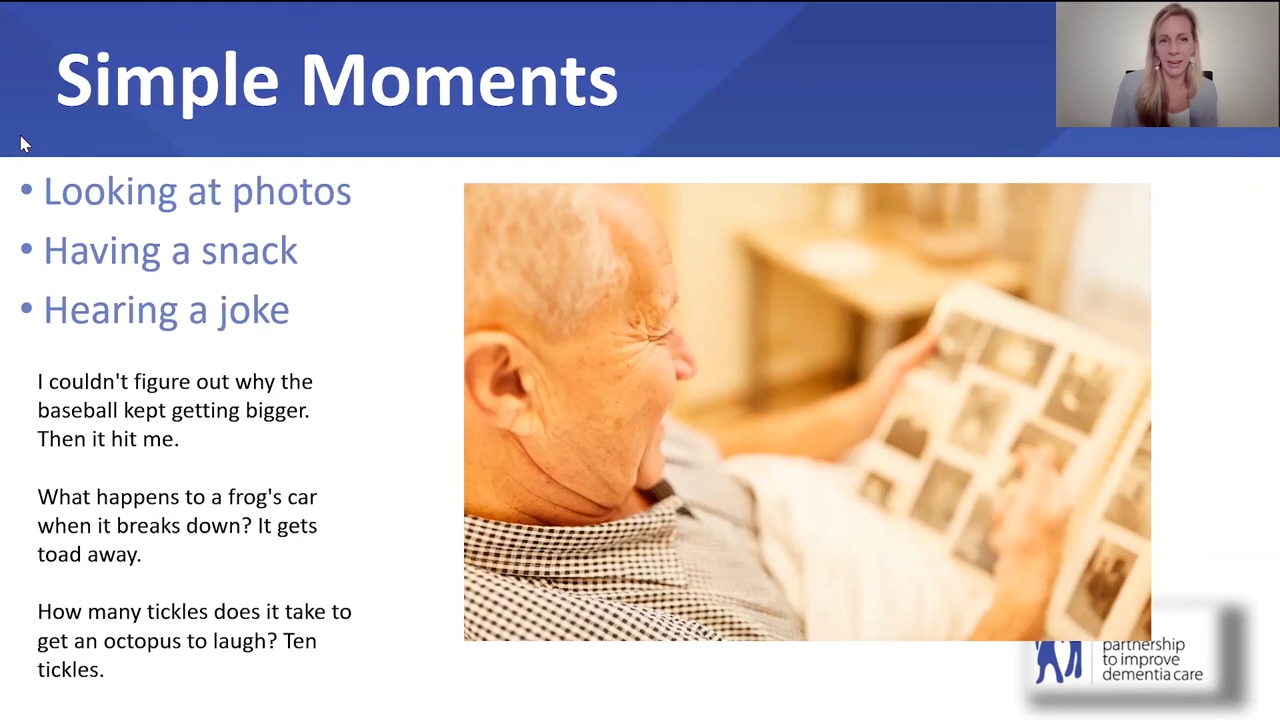 Simple Moments
• Looking at photos
• Having a snack
• Hearing a joke
I couldn't figure out why the
baseball kept getting bigger.
Then it hit me.
What happens to a frog's car
when it breaks down? It gets
toad away.
How many tickles does it take to
get an octopus to laugh? Ten
tickles.
partnership
to improve
dementia care